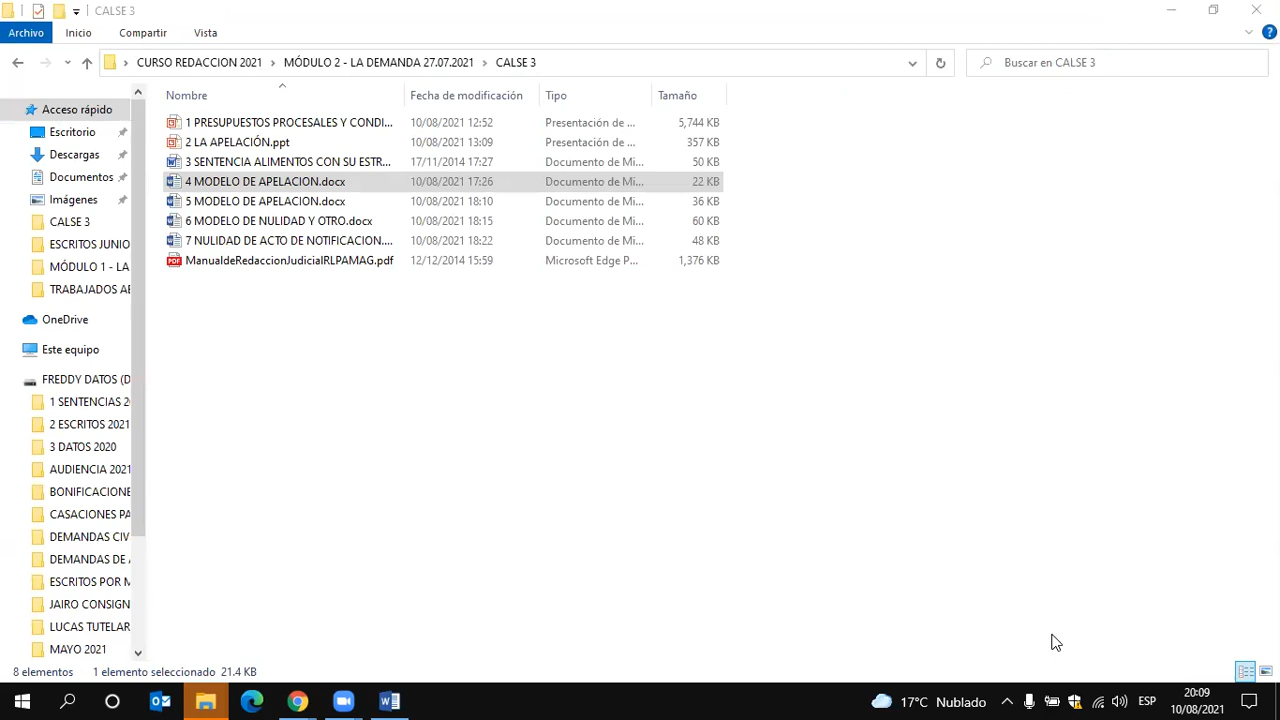 CALSE 3
Archivo Inicio Compartir Vista
CURSO REDACCION 2021 MÓDULO 2 - LA DEMANDA 27.07.2021 CALSE 3 Buscar en CALSE 3
Nombre Fecha de modificación Tipo Tamaño
Acceso rápido
Escritorio
Descargas
Documentos
Imágenes
CALSE 3
ESCRITOS JUNIO
MÓDULO 1 - LA
TRABAJADOS AB
OneDrive
Este equipo
FREDDY DATOS (D
1 SENTENCIAS 2
2 ESCRITOS 2021
3 DATOS 2020
AUDIENCIA 2021
BONIFICACIONE
CASACIONES PA
DEMANDAS CIV
DEMANDAS DE A
ESCRITOS POR M
JAIRO CONSIGN
LUCAS TUTELAR
MAYO 2021
1 PRESUPUESTOS PROCESALES Y CONDI... 10/08/2021 12:52 Presentación de ... 5,744 KB
2 LA APELACIÓN.ppt 10/08/2021 13:09 Presentación de ... 357 KB
3 SENTENCIA ALIMENTOS CON SU ESTR... 17/11/2014 17:27 Documento de Mi... 50 KB
4 MODELO DE APELACION.docx 10/08/2021 17:26 Documento de Mi... 22 KB
5 MODELO DE APELACION.docx 10/08/2021 18:10 Documento de Mi... 36 KB
6 MODELO DE NULIDAD Y OTRO.docx 10/08/2021 18:15 Documento de Mi... 60 KB
7 NULIDAD DE ACTO DE NOTIFICACION.... 10/08/2021 18:22 Documento de Mi... 48 KB
PDF ManualdeRedaccionJudicialRLPAMAG.pdf 12/12/2014 15:59 Microsoft Edge P... 1,376 KB
8 elementos 1 elemento seleccionado 21.4 KB
17°C Nublado ESP 20:09
10/08/2021